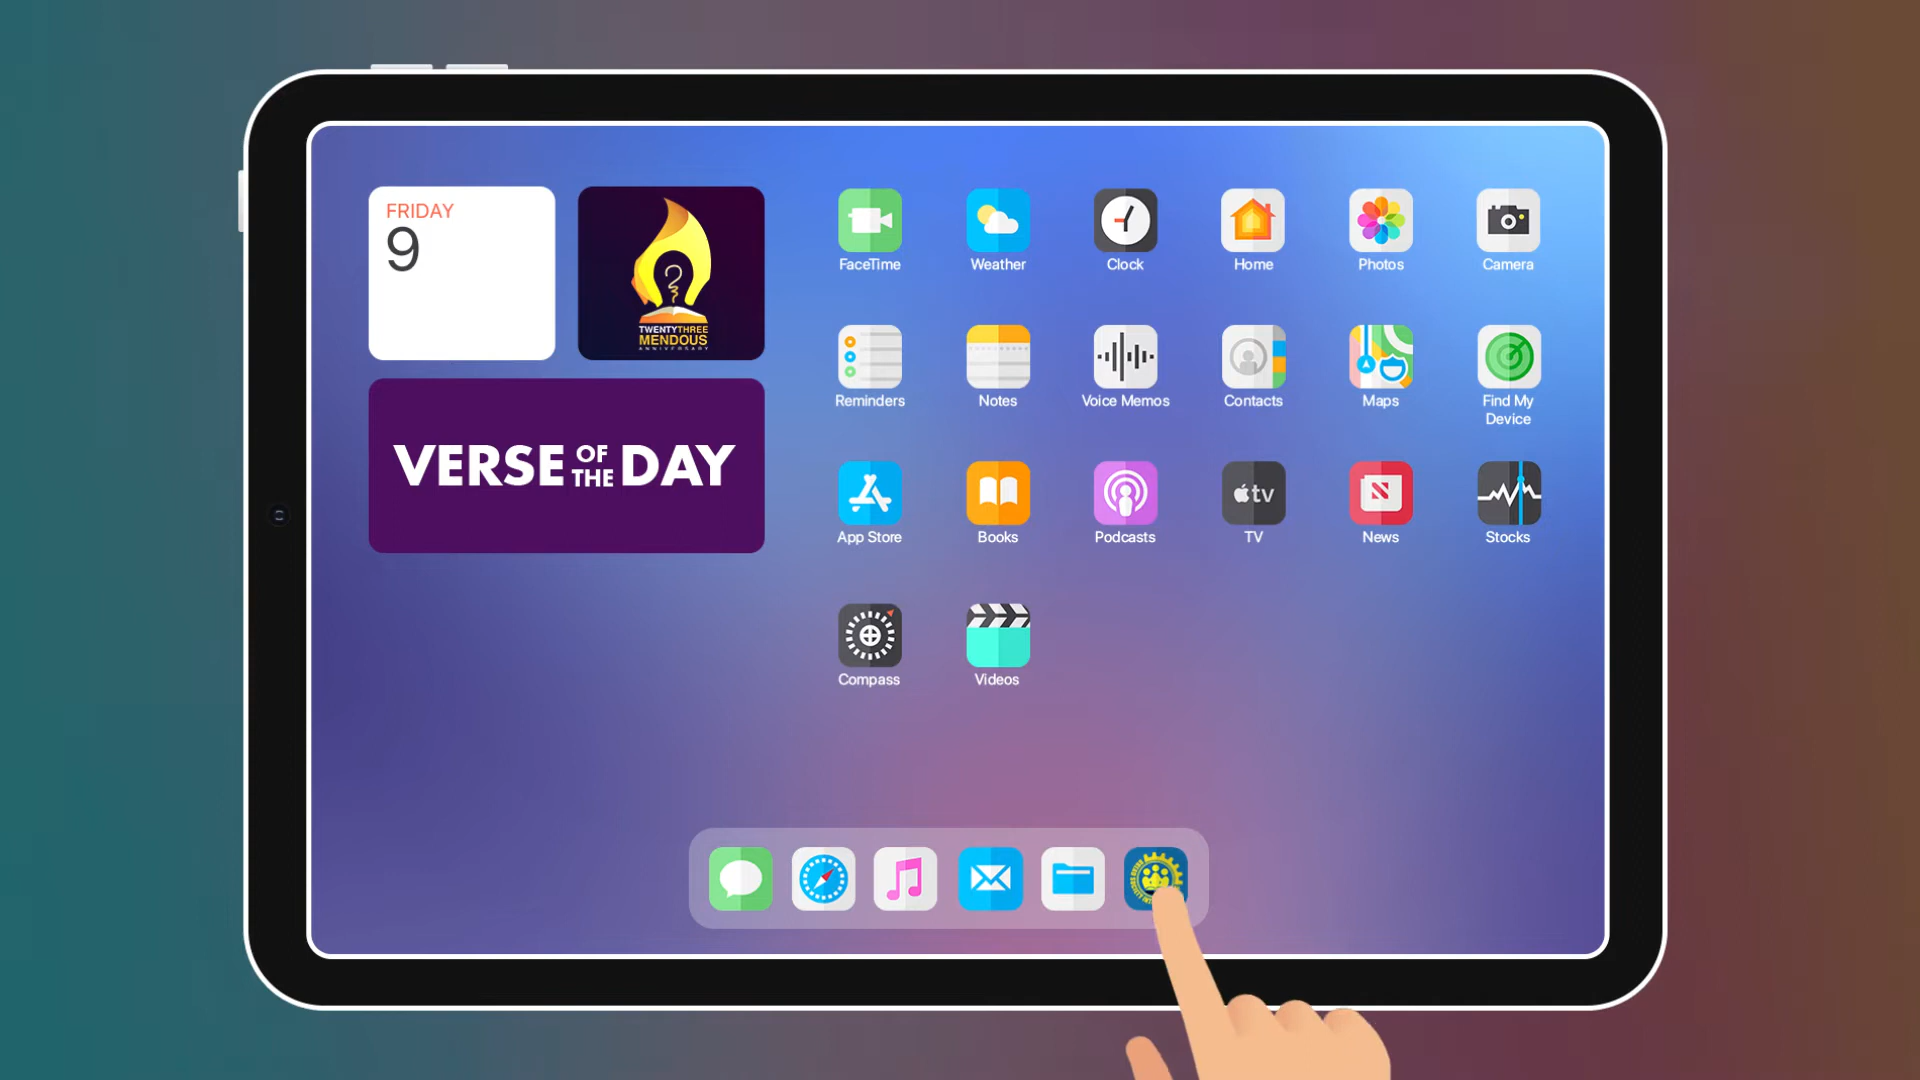 FRIDAY
9
TWENTYTHREE
MENDOUS
ANNIVERSARY
VERSE OF THE DAY
FaceTime
Weather
Clock
Home
Photos
Camera
Reminders
Notes
Voice Memos
Contacts
Maps
Find My
Device
tv
App Store
Books
Podcasts
TV
News
Stocks
Compass
Videos